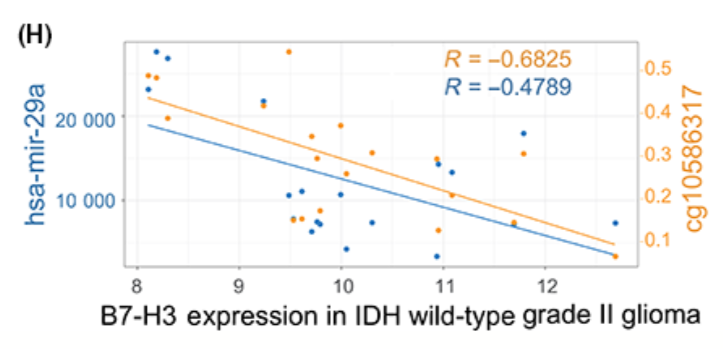 (H)
R = −0.6825
R = −0.4789
hsa-mir-29a
20 000
10 000
0.5
0.4
0.3
0.2
0.1
cg10586317
8 9 10 11 12
B7-H3 expression in IDH wild-type grade II glioma